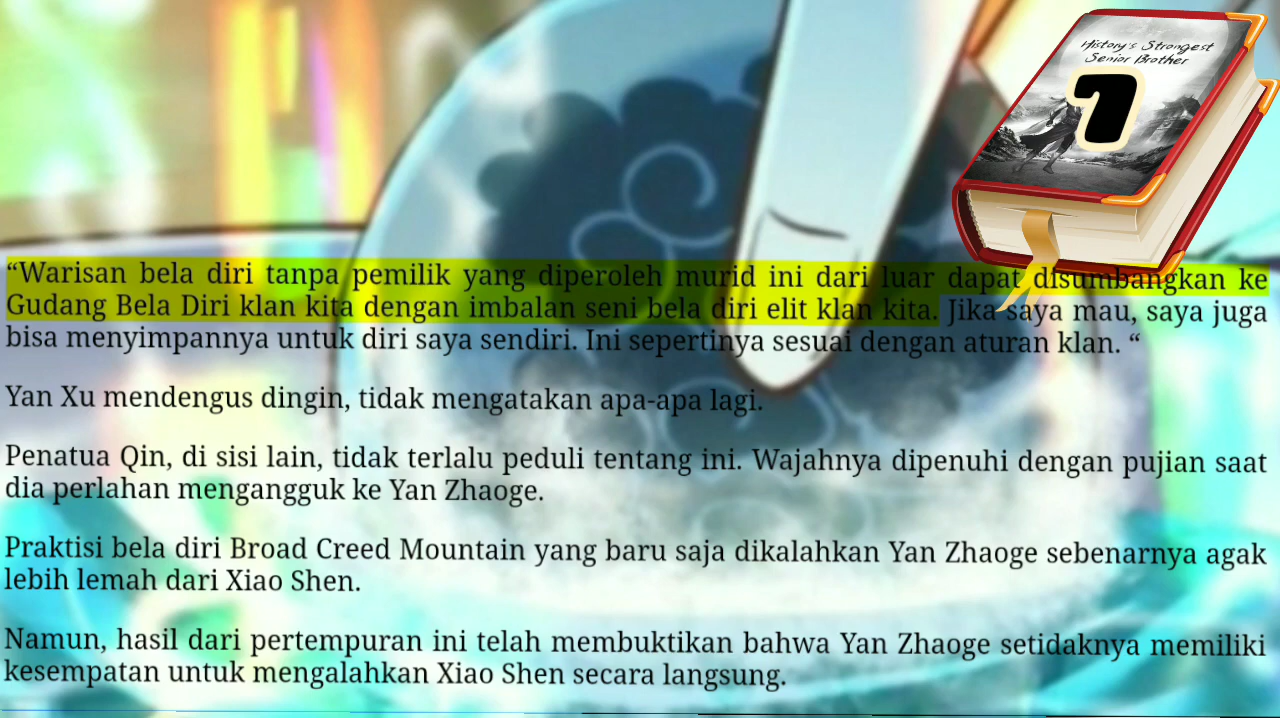 History's Strongest
Senior Brother
7
“Warisan bela diri tanpa pemilik yang diperoleh murid ini dari luar dapat disumbangkan ke
Gudang Bela Diri klan kita dengan imbalan seni bela diri elit klan kita. Jika saya mau, saya juga
bisa menyimpannya untuk diri saya sendiri. Ini sepertinya sesuai dengan aturan klan. “
Yan Xu mendengus dingin, tidak mengatakan apa-apa lagi.
Penatua Qin, di sisi lain, tidak terlalu peduli tentang ini. Wajahnya dipenuhi dengan pujian saat
dia perlahan mengangguk ke Yan Zhaoge.
Praktisi bela diri Broad Creed Mountain yang baru saja dikalahkan Yan Zhaoge sebenarnya agak
lebih lemah dari Xiao Shen.
Namun, hasil dari pertempuran ini telah membuktikan bahwa Yan Zhaoge setidaknya memiliki
kesempatan untuk mengalahkan Xiao Shen secara langsung.